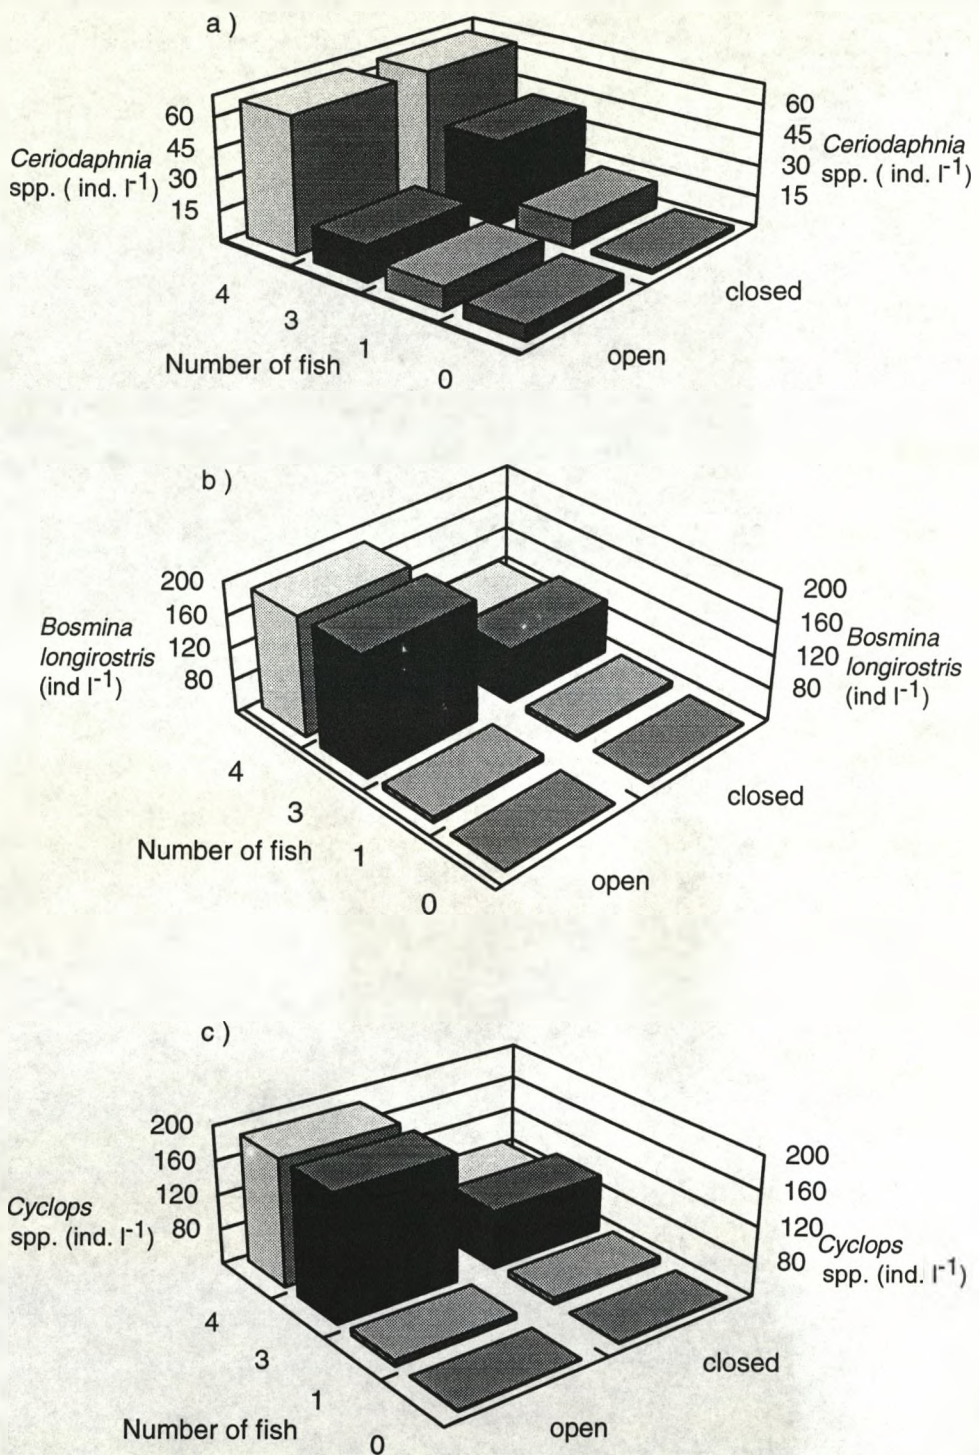 a )
60
45
30
15
Ceriodaphnia
spp. ( ind. l-1)
60
45
30
15
Ceriodaphnia
spp. ( ind. l-1)
4
3
1
0
Number of fish
closed
open
b )
200
160
120
80
Bosmina
longirostris
(ind l-1)
200
160
120
80
Bosmina
longirostris
(ind l-1)
4
3
1
0
Number of fish
closed
open
c )
200
160
120
80
Cyclops
spp. (ind. l-1)
200
160
120
80
Cyclops
spp. (ind. l-1)
4
3
1
0
Number of fish
closed
open